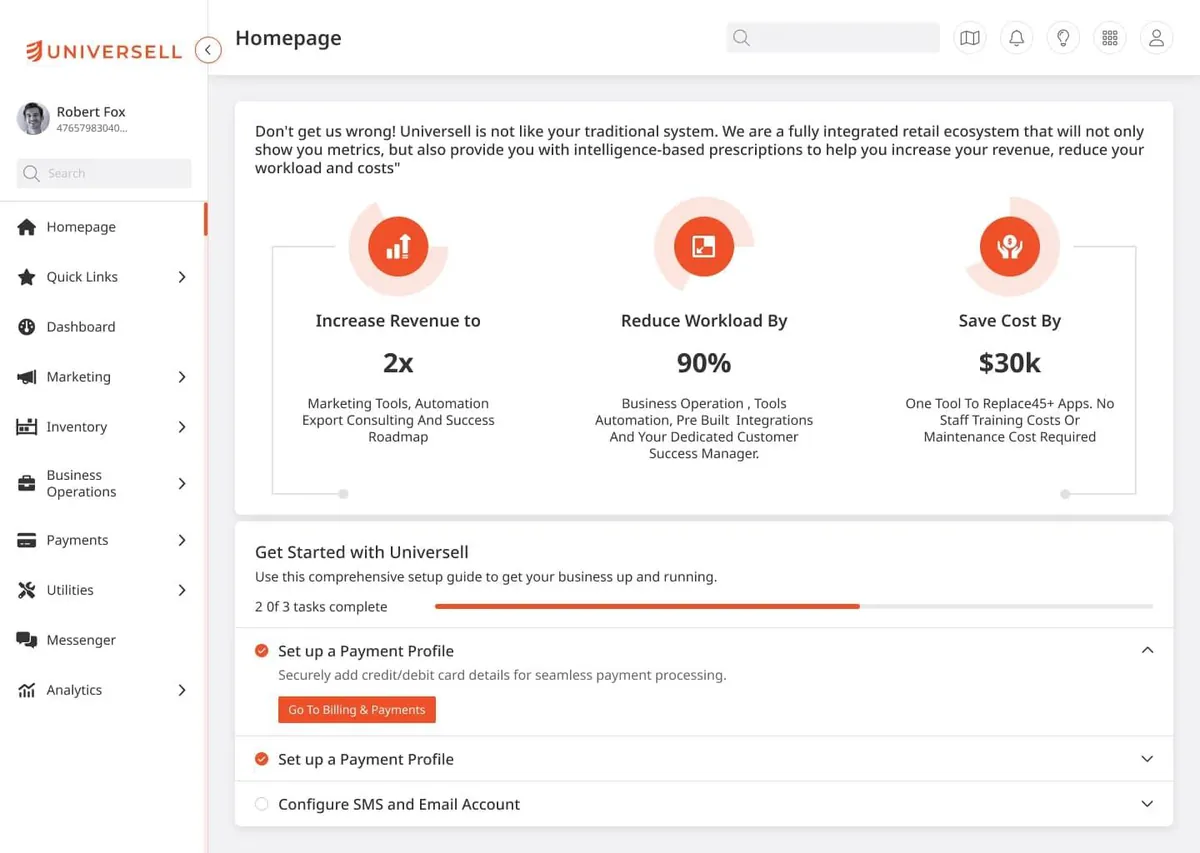 UNIVERSELL
Homepage
Robert Fox
47657983040...
Search
Homepage
Quick Links
Dashboard
Marketing
Inventory
Business
Operations
Payments
Utilities
Messenger
Analytics
Don't get us wrong! Universell is not like your traditional system. We are a fully integrated retail ecosystem that will not only
show you metrics, but also provide you with intelligence-based prescriptions to help you increase your revenue, reduce your
workload and costs"
Increase Revenue to
2x
Marketing Tools, Automation
Export Consulting And Success
Roadmap
Reduce Workload By
90%
Business Operation , Tools
Automation, Pre Built  Integrations
And Your Dedicated Customer
Success Manager.
Save Cost By
$30k
One Tool To Replace45+ Apps. No
Staff Training Costs Or
Maintenance Cost Required
Get Started with Universell
Use this comprehensive setup guide to get your business up and running.
2 0f 3 tasks complete
Set up a Payment Profile
Securely add credit/debit card details for seamless payment processing.
Go To Billing & Payments
Set up a Payment Profile
Configure SMS and Email Account